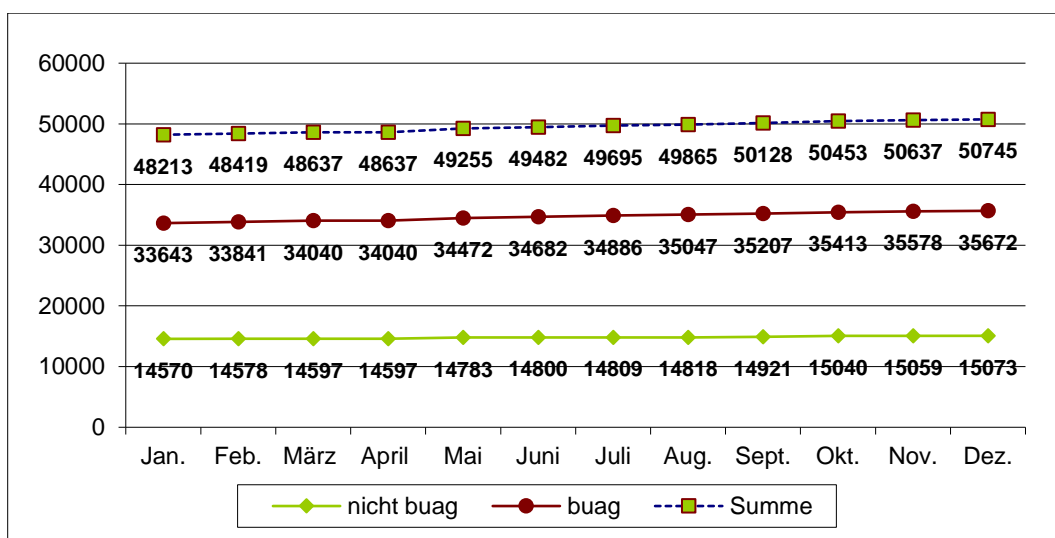 60000
50000
48213 48419 48637 48637 49255 49482 49695 49865 50128 50453 50637 50745
40000
30000
33643 33841 34040 34040 34472 34682 34886 35047 35207 35413 35578 35672
20000
10000
14570 14578 14597 14597 14783 14800 14809 14818 14921 15040 15059 15073
0
Jan. Feb. März April Mai Juni Juli Aug. Sept. Okt. Nov. Dez.
nicht buag buag Summe